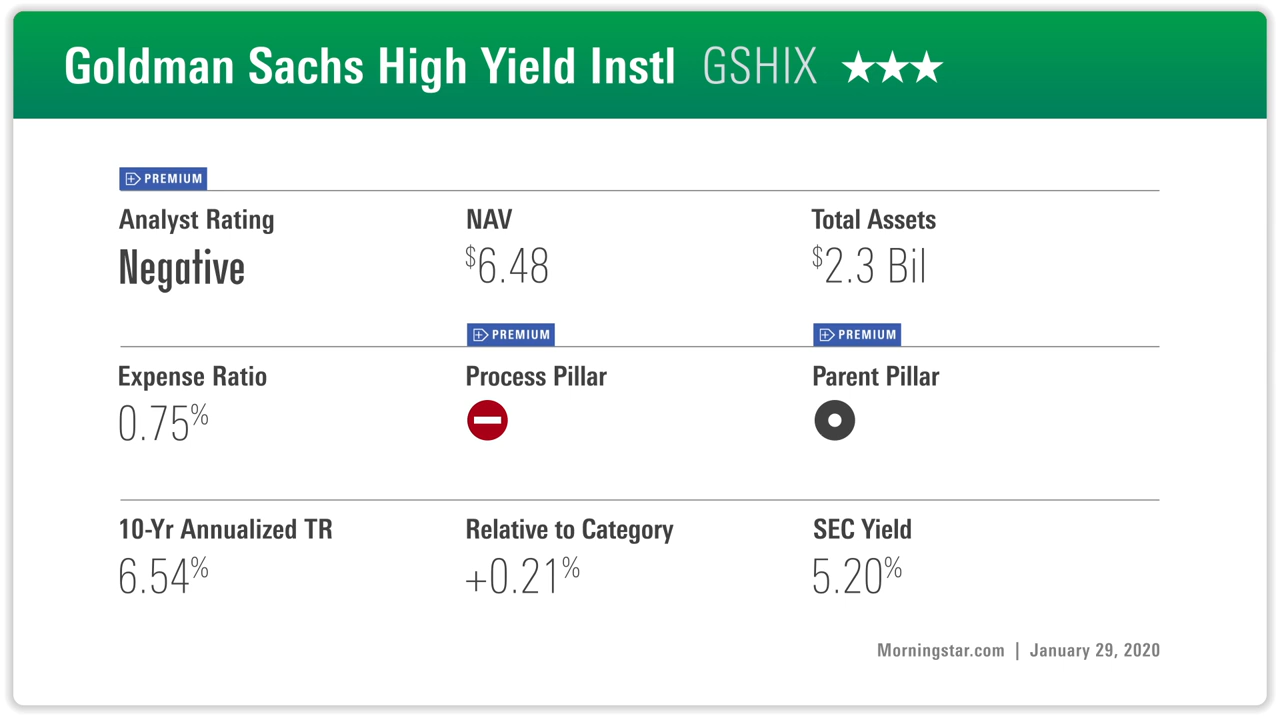 Goldman Sachs High Yield Instl GSHIX ★★★
PREMIUM
Analyst Rating NAV Total Assets
Negative $6.48 $2.3 Bil
PREMIUM PREMIUM
Expense Ratio Process Pillar Parent Pillar
0.75%
10-Yr Annualized TR Relative to Category SEC Yield
6.54% +0.21% 5.20%
Morningstar.com | January 29, 2020